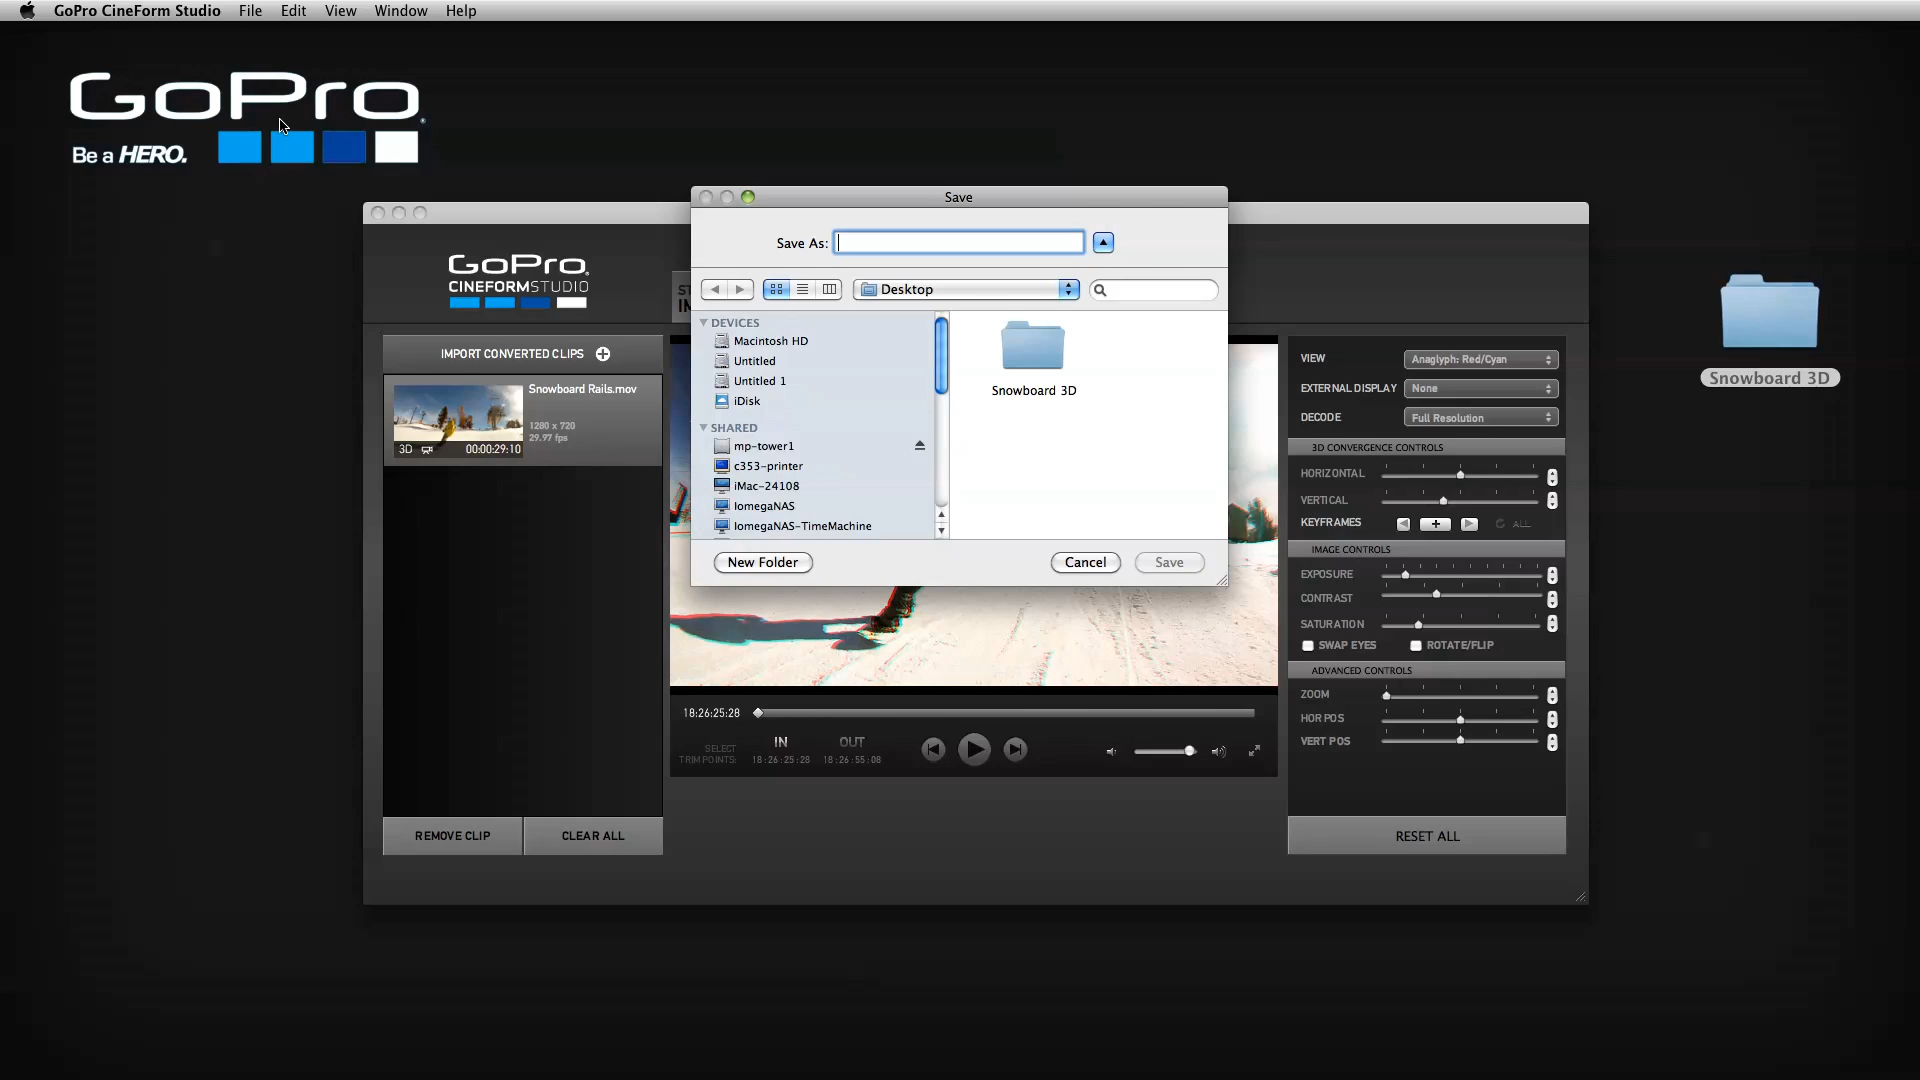 GoPro CineForm Studio File Edit View Window Help
GoPro
Be a HERO.
Save
Save As:
Desktop
DEVICES
Macintosh HD
Untitled
Untitled 1
iDisk
SHARED
mp-tower1
c353-printer
iMac-24108
IomegaNAS
IomegaNAS-TimeMachine
Snowboard 3D
New Folder
Cancel
Save
GoPro
CINEFORMSTUDIO
IMPORT CONVERTED CLIPS
Snowboard Rails.mov
1280 x 720
29.97 fps
3D 00:00:29:10
REMOVE CLIP
CLEAR ALL
18:26:25:28
SELECT
TRIM POINTS:
IN
18:26:25:28
OUT
18:26:55:08
VIEW Anaglyph: Red/Cyan
EXTERNAL DISPLAY None
DECODE Full Resolution
3D CONVERGENCE CONTROLS
HORIZONTAL
VERTICAL
KEYFRAMES ALL
IMAGE CONTROLS
EXPOSURE
CONTRAST
SATURATION
SWAP EYES ROTATE/FLIP
ADVANCED CONTROLS
ZOOM
HOR POS
VERT POS
RESET ALL
Snowboard 3D